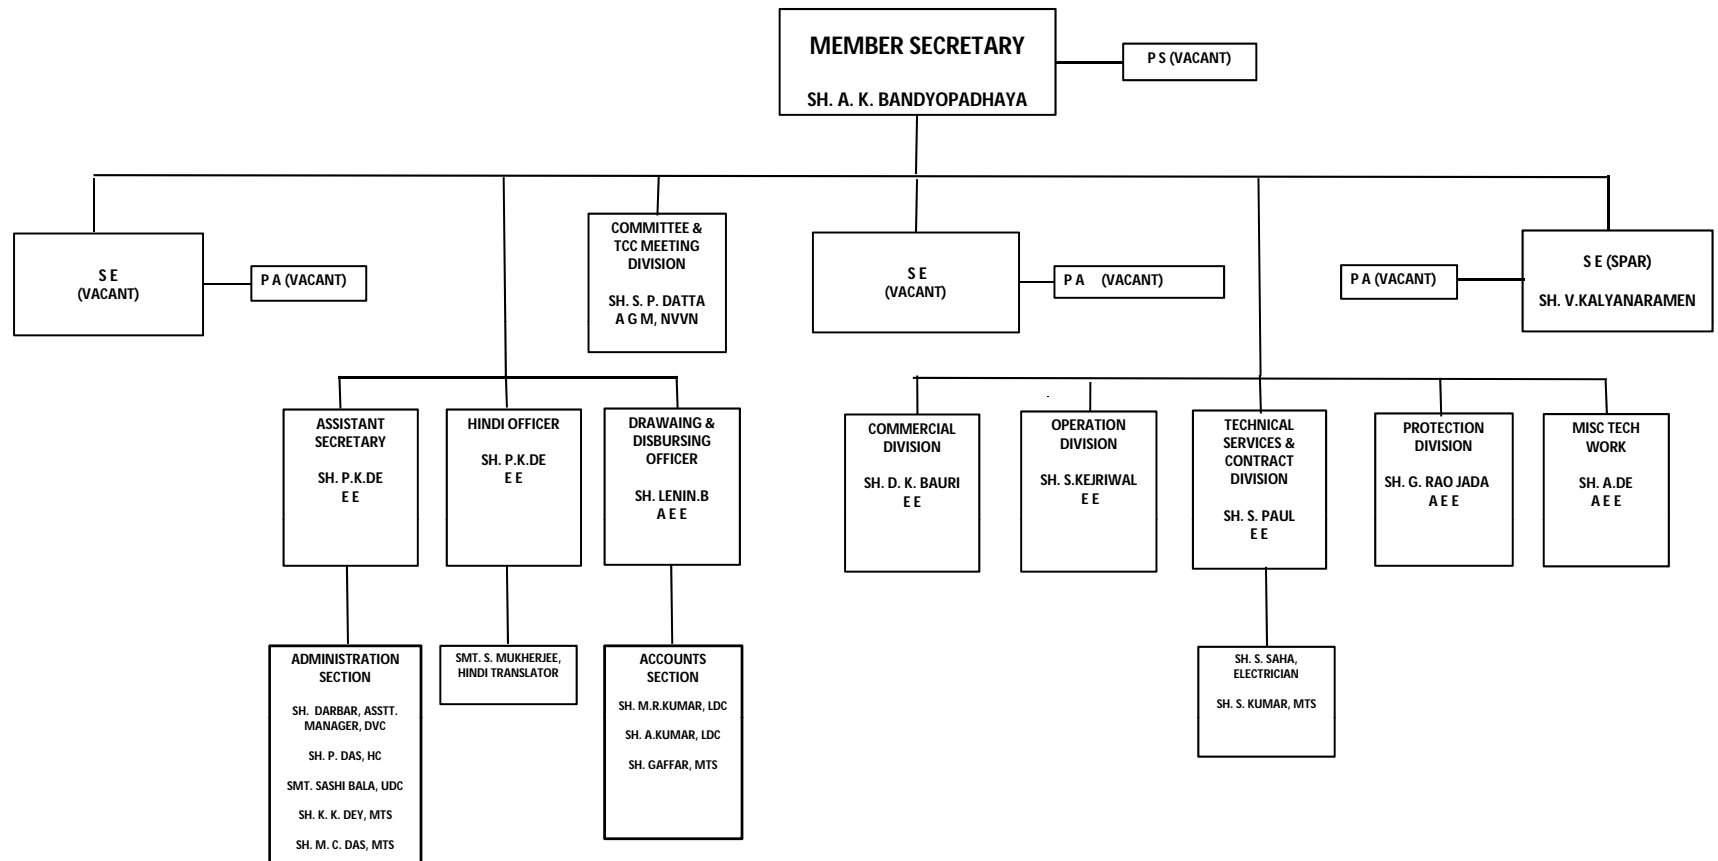 MEMBER SECRETARY
SH. A. K. BANDYOPADHAYA
P S (VACANT)
S E
(VACANT)
P A (VACANT)
COMMITTEE &
TCC MEETING
DIVISION
SH. S. P. DATTA
A G M, NVVN
S E
(VACANT)
P A (VACANT)
P A (VACANT)
S E (SPAR)
SH. V.KALYANARAMEN
ASSISTANT
SECRETARY
SH. P.K.DE
E E
HINDI OFFICER
SH. P.K.DE
E E
DRAWAING &
DISBURSING
OFFICER
SH. LENIN.B
A E E
COMMERCIAL
DIVISION
SH. D. K. BAURI
E E
OPERATION
DIVISION
SH. S.KEJRIWAL
E E
TECHNICAL
SERVICES &
CONTRACT
DIVISION
SH. S. PAUL
E E
PROTECTION
DIVISION
SH. G. RAO JADA
A E E
MISC TECH
WORK
SH. A.DE
A E E
ADMINISTRATION
SECTION
SH. DARBAR, ASSTT.
MANAGER, DVC
SH. P. DAS, HC
SMT. SASHI BALA, UDC
SH. K. K. DEY, MTS
SH. M. C. DAS, MTS
SMT. S. MUKHERJEE,
HINDI TRANSLATOR
ACCOUNTS
SECTION
SH. M.R.KUMAR, LDC
SH. A.KUMAR, LDC
SH. GAFFAR, MTS
SH. S. SAHA,
ELECTRICIAN
SH. S. KUMAR, MTS